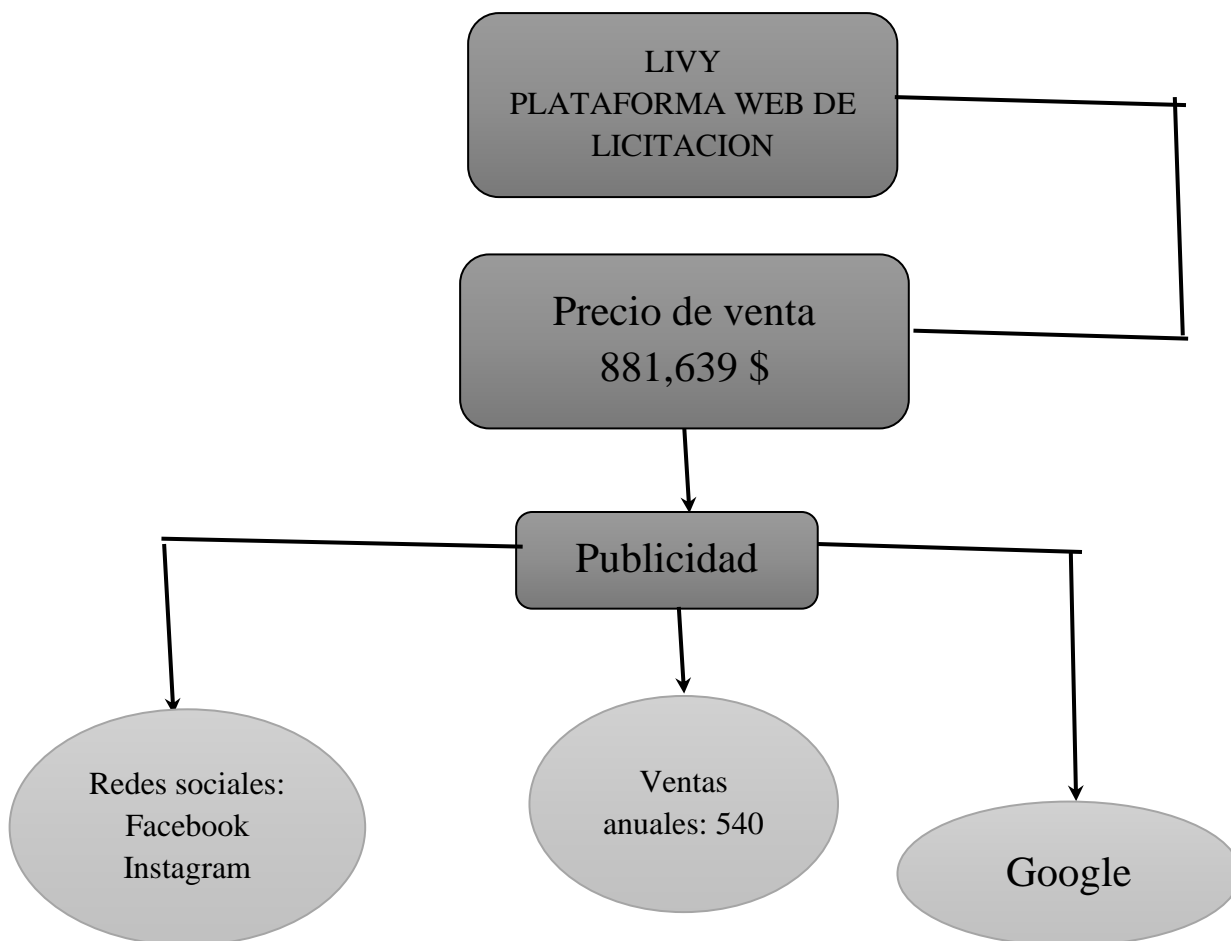 LIVY
PLATAFORMA WEB DE
LICITACION
Precio de venta
881,639 $
Publicidad
Redes sociales:
Facebook
Instagram
Ventas
anuales: 540
Google